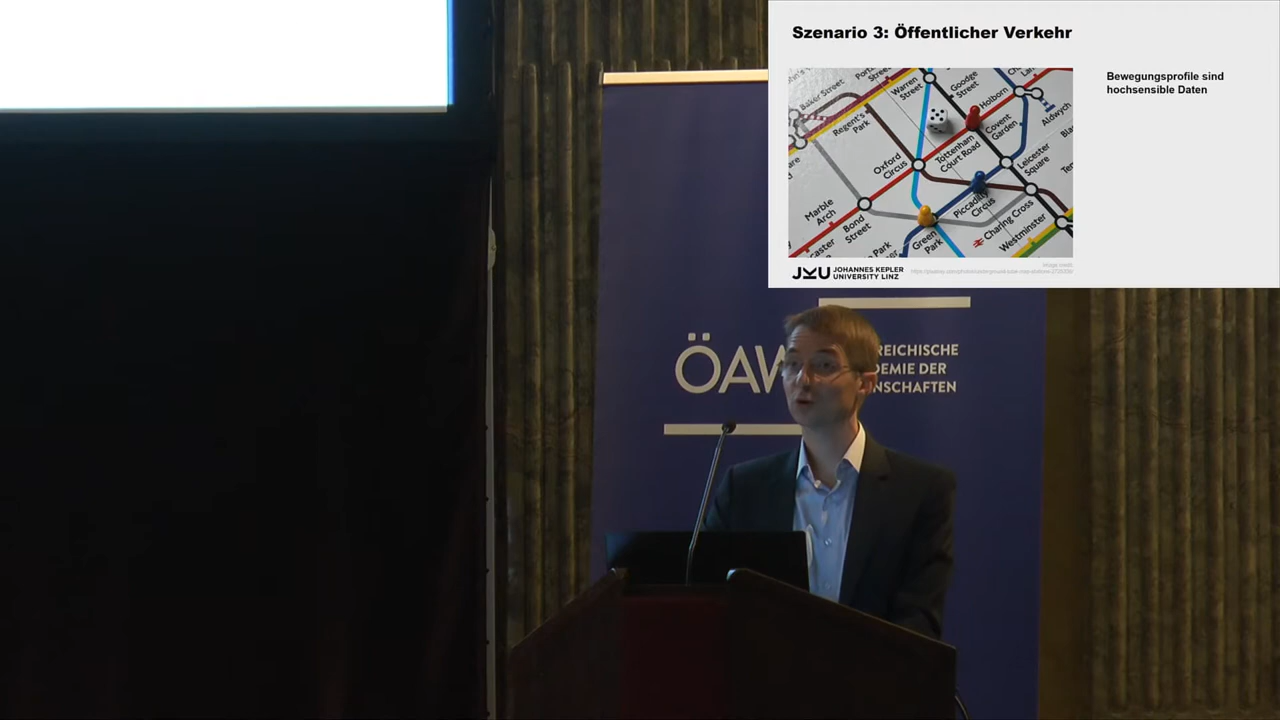 Szenario 3: Öffentlicher Verkehr
Bewegungsprofile sind
hochsensible Daten
Baker Street
Regent's
Park
Warren
Street
Goodge
Street
Holborn
Aldwych
Covent
Garden
Oxford
Circus
Tottenham
Court Road
Leicester
Square
Marble
Arch
Bond
Street
Piccadilly
Circus
Green
Park
Charing Cross
Westminster
JKU JOHANNES KEPLER
UNIVERSITY LINZ
ÖAW
REICHISCHE
DEMIE DER
NSCHAFTEN